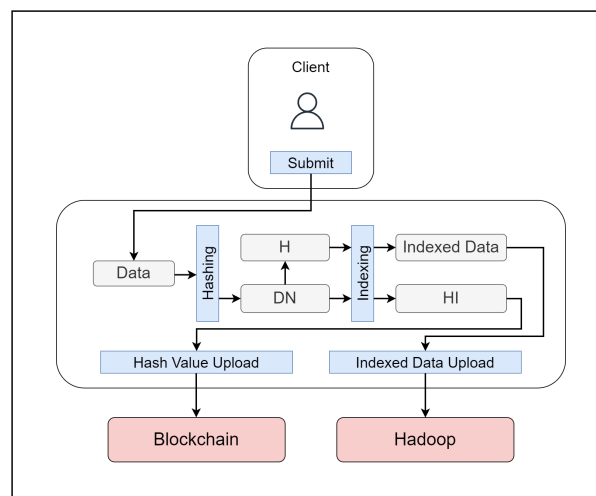 Client
Submit
H
Indexed Data
Data
Hashing
Indexing
DN
HI
Hash Value Upload
Indexed Data Upload
Blockchain
Hadoop